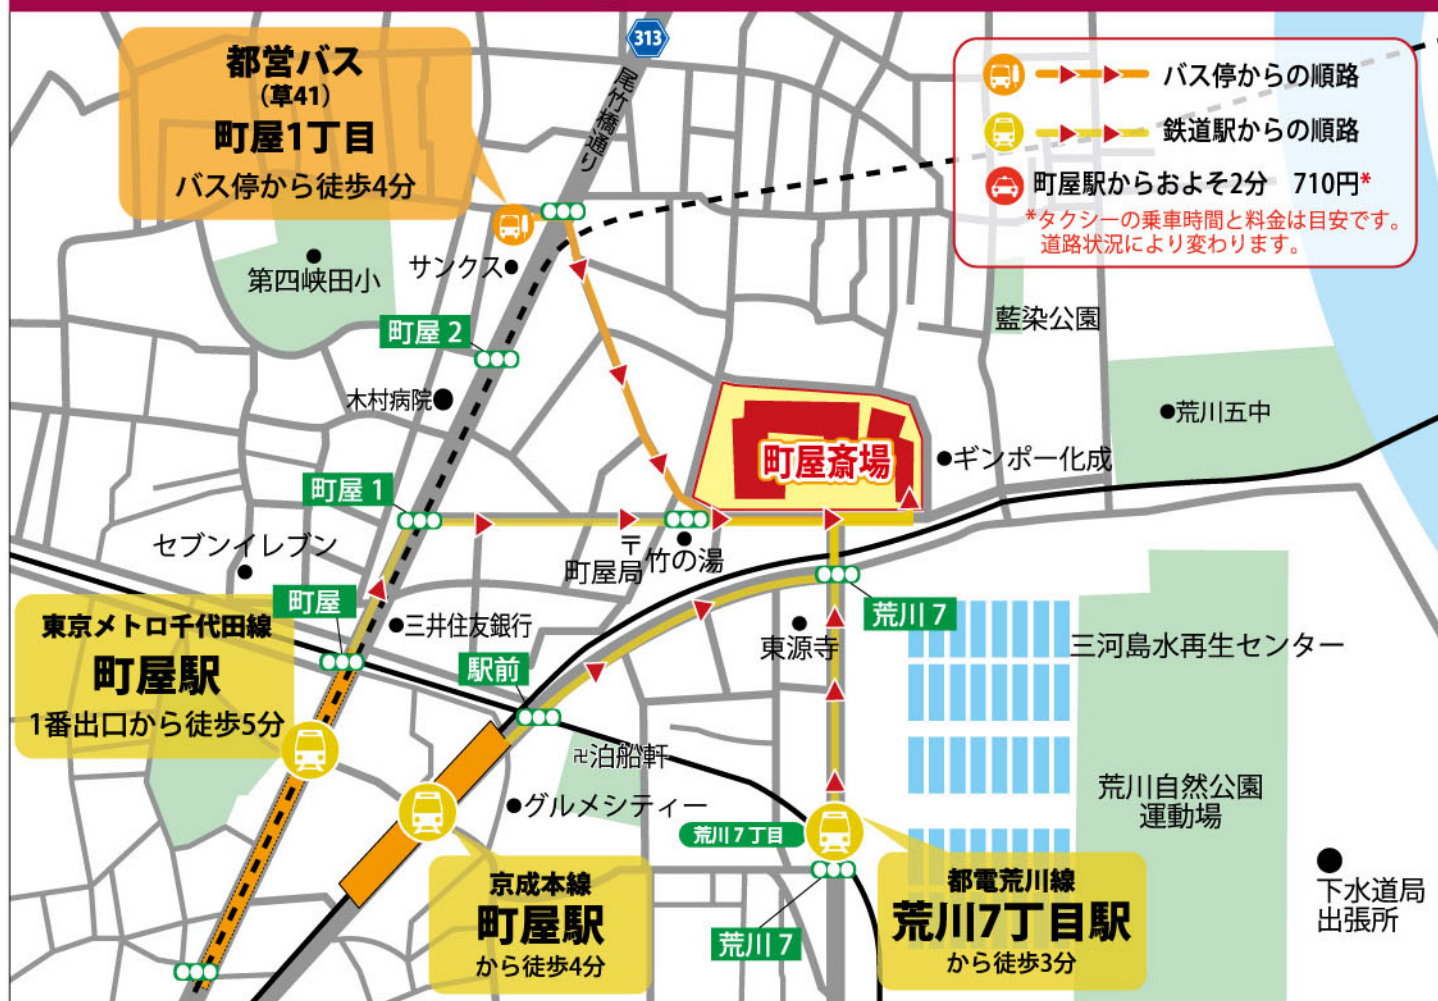 313
尾竹橋通り
都営バス
(草41)
町屋1丁目
バス停から徒歩4分
バス停からの順路
鉄道駅からの順路
町屋駅からおよそ2分　710円*
*タクシーの乗車時間と料金は目安です。
道路状況により変わります。
第四峡田小
サンクス
町屋 2
藍染公園
木村病院
荒川五中
町屋斎場
ギンポー化成
町屋 1
セブンイレブン
〒
町屋局
竹の湯
町屋
三井住友銀行
荒川 7
東京メトロ千代田線
町屋駅
1番出口から徒歩5分
駅前
東源寺
三河島水再生センター
卍泊船軒
グルメシティー
荒川自然公園
運動場
荒川 7 丁目
京成本線
町屋駅
から徒歩4分
荒川 7
都電荒川線
荒川7丁目駅
から徒歩3分
下水道局
出張所